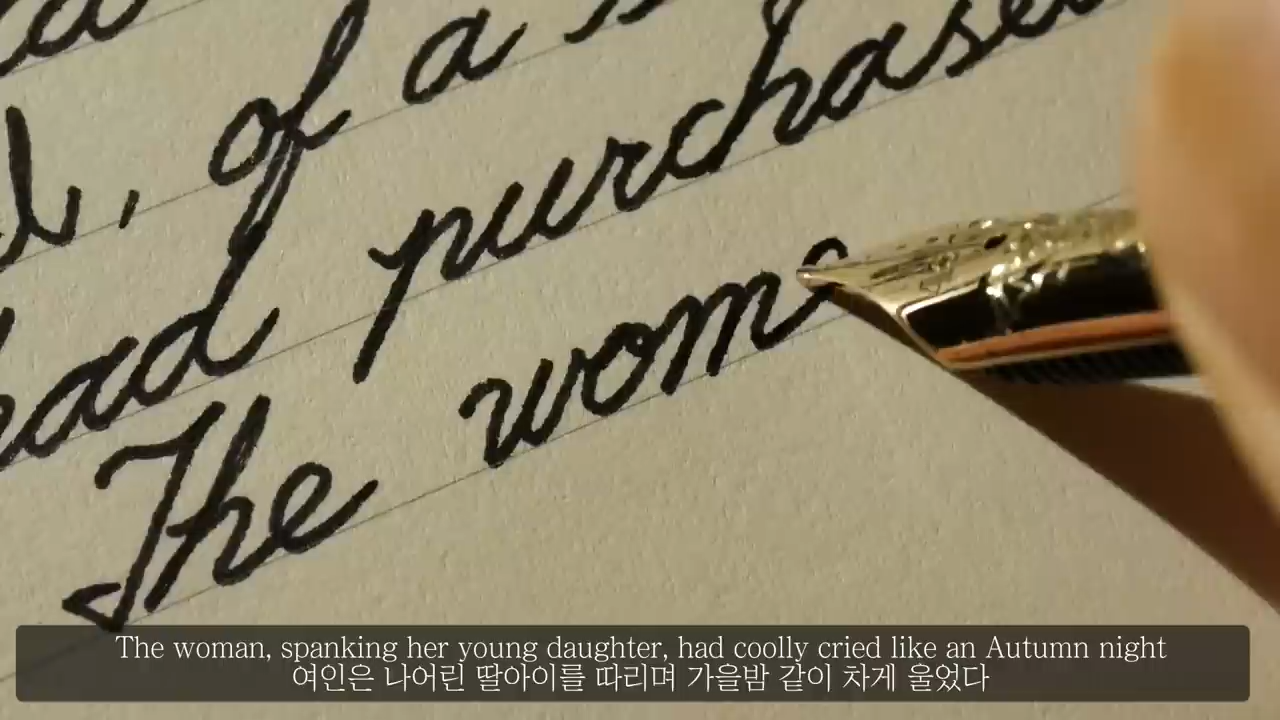 of a
had purchased
The woma
The woman, spanking her young daughter, had coolly cried like an Autumn night
여인은 나어린 딸아이를 따리며 가을밤 같이 차게 울었다